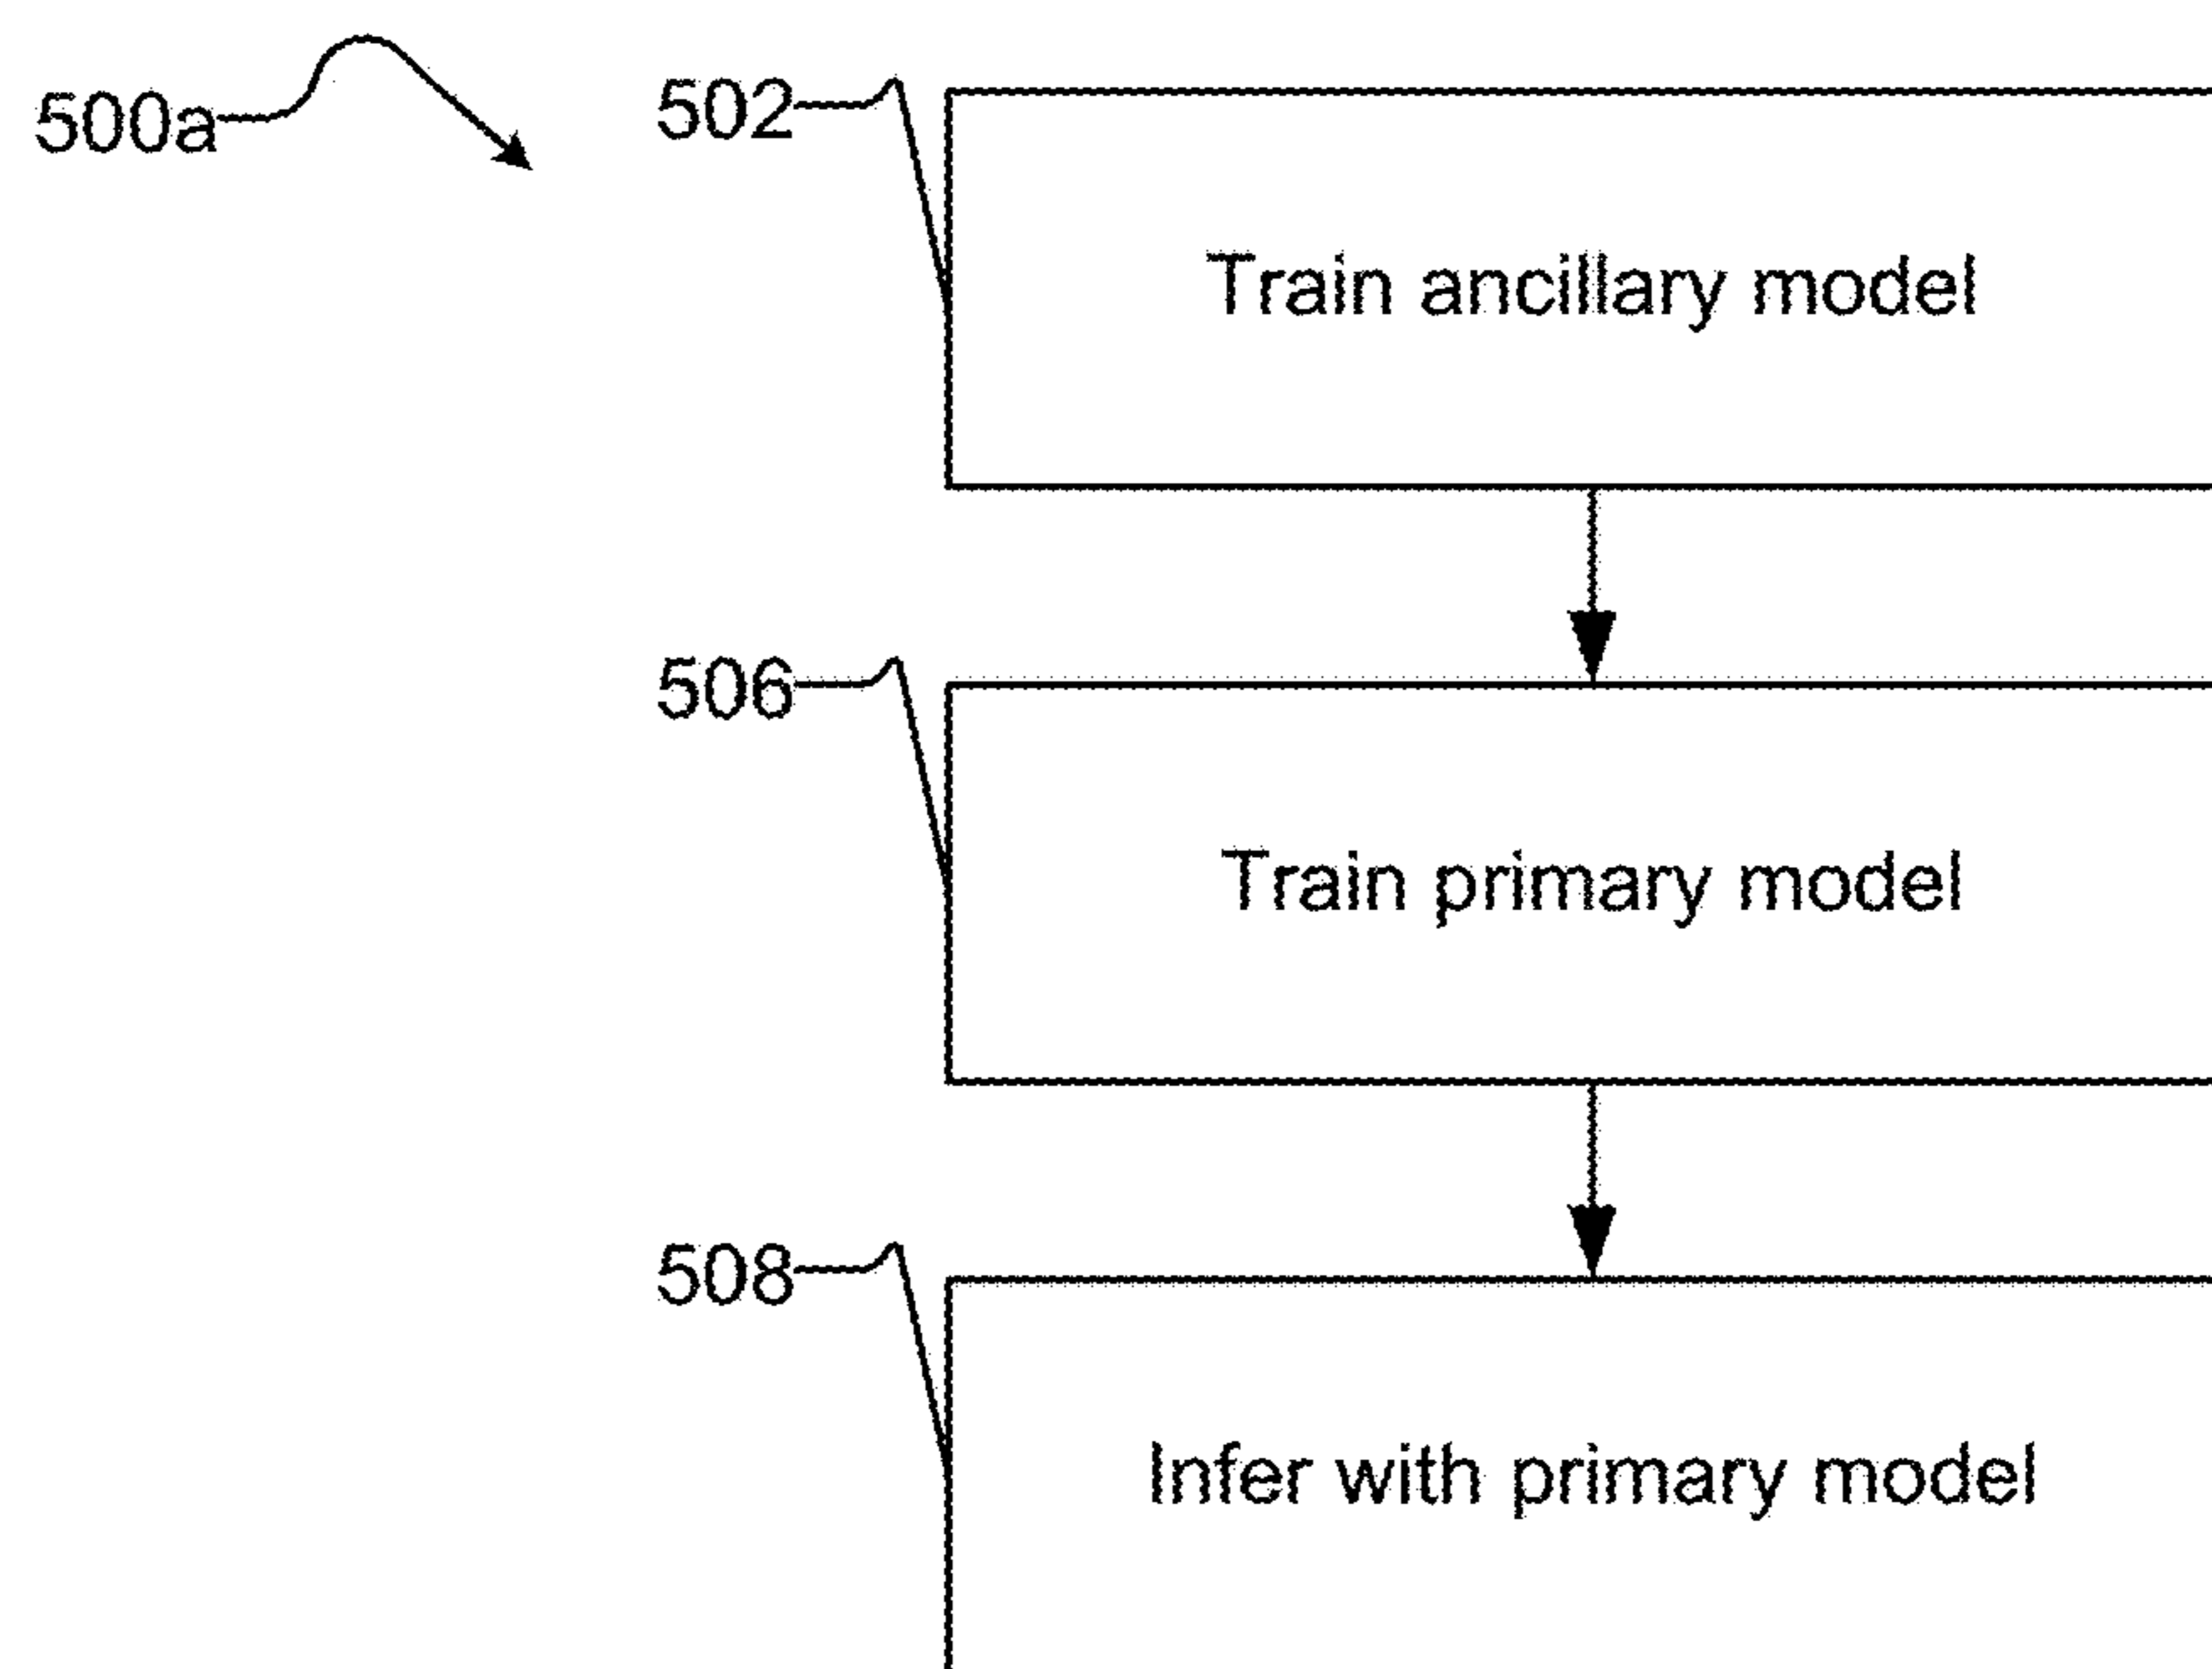 500a
502
Train ancillary model
506
Train primary model
508
Infer with primary model